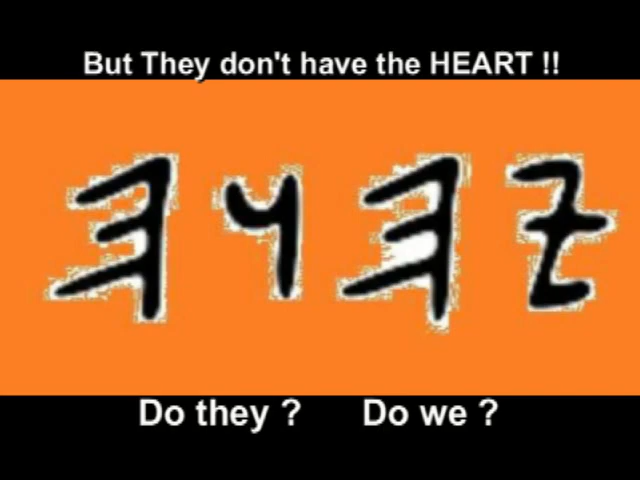 But They don't have the HEART !!
𐤉𐤄𐤅𐤄
Do they ? Do we ?